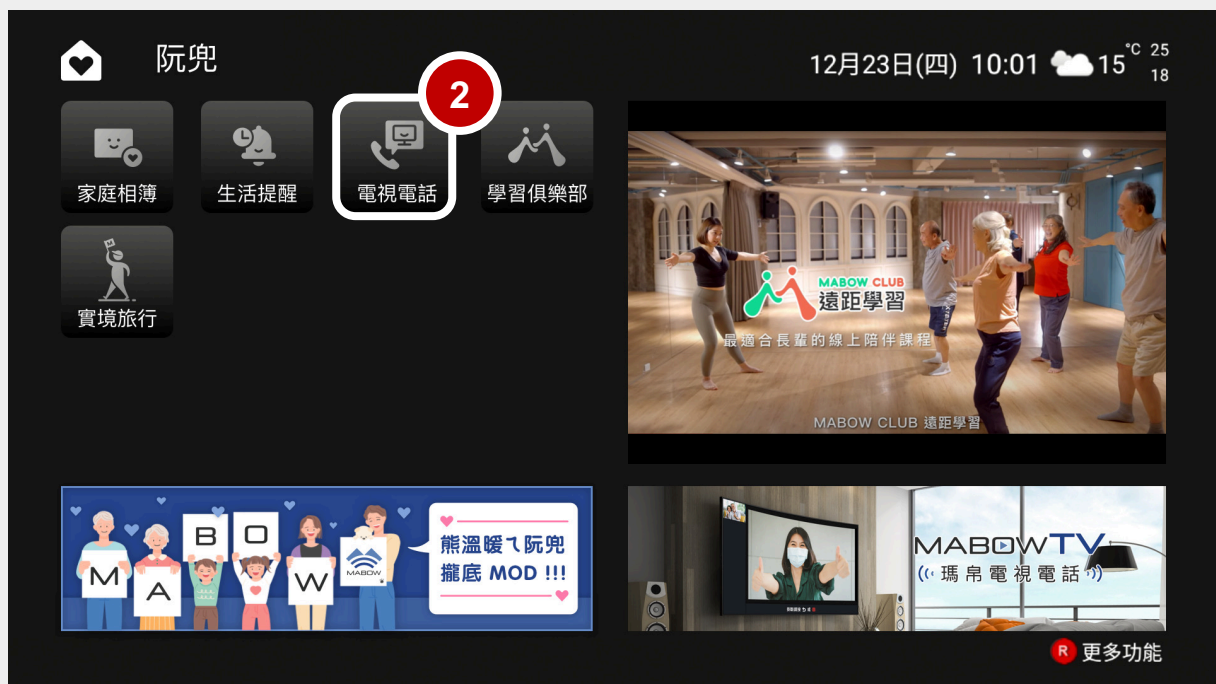 阮兜
12月23日(四) 10:01 15°C 25
18
2
家庭相簿
生活提醒
電視電話
學習俱樂部
實境旅行
MABOW CLUB
遠距學習
最適合長輩的線上陪伴課程
MABOW CLUB 遠距學習
M A B O W
MABOW
熊溫暖ㄟ阮兜
攏底 MOD !!!
MABOWTV
瑪帛電視電話
R 更多功能